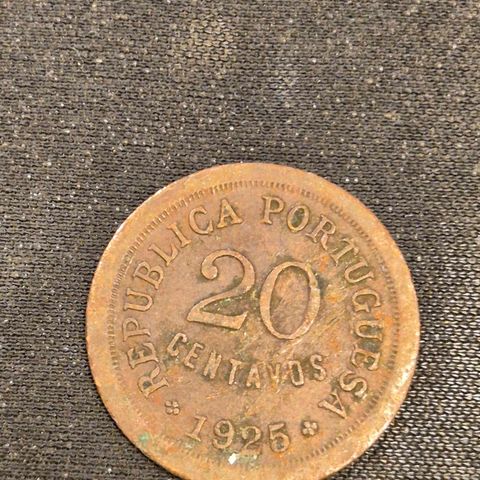 REPUBLICA PORTUGUESA
20
CENTAVOS
1925